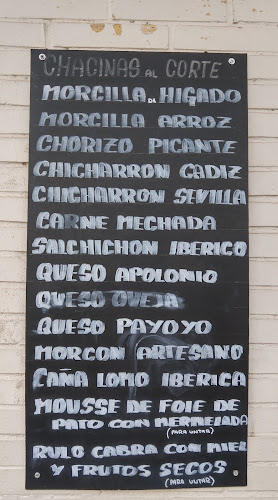 CHACINAS AL CORTE
MORCILLA DE HIGADO
MORCILLA ARROZ
CHORIZO PICANTE
CHICHARRON CADIZ
CHICHARRON SEVILLA
CARNE MECHADA
SALCHICHON IBERICO
QUESO APOLONIO
QUESO OVEJA
QUESO PAYOYO
MORCON ARTESANO
CAÑA LOMO IBERICA
MOUSSE DE FOIE DE
PATO CON MERMELADA
(PARA UNTAR)
RULO CABRA CON MIEL
Y FRUTOS SECOS
(PARA UNTAR)